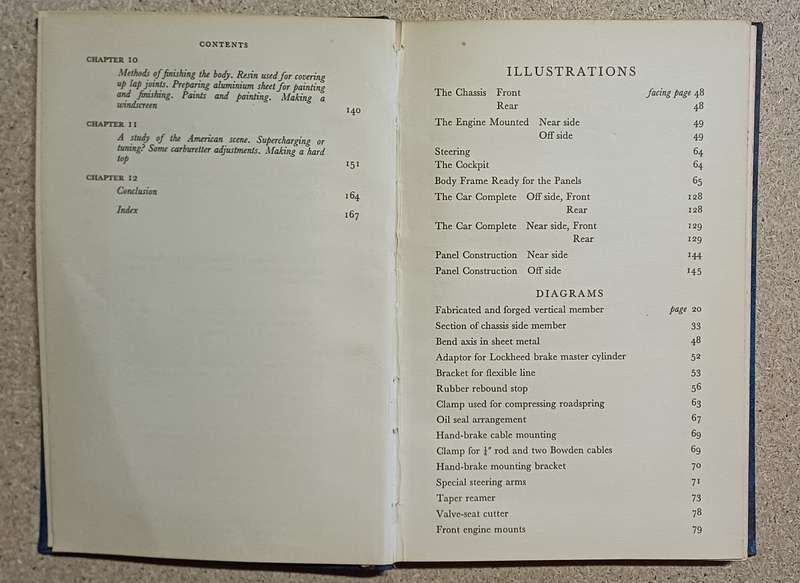 CONTENTS
CHAPTER 10
Methods of finishing the body. Resin used for covering
up lap joints. Preparing aluminium sheet for painting
and finishing. Paints and painting. Making a
windscreen 140
CHAPTER 11
A study of the American scene. Supercharging or
tuning? Some carburetter adjustments. Making a hard
top 151
CHAPTER 12
Conclusion 164
Index 167
ILLUSTRATIONS
The Chassis Front facing page 48
Rear 48
The Engine Mounted Near side 49
Off side 49
Steering 64
The Cockpit 64
Body Frame Ready for the Panels 65
The Car Complete Off side, Front 128
Rear 128
The Car Complete Near side, Front 129
Rear 129
Panel Construction Near side 144
Panel Construction Off side 145
DIAGRAMS
Fabricated and forged vertical member page 20
Section of chassis side member 33
Bend axis in sheet metal 48
Adaptor for Lockheed brake master cylinder 52
Bracket for flexible line 53
Rubber rebound stop 56
Clamp used for compressing roadspring 63
Oil seal arrangement 67
Hand-brake cable mounting 69
Clamp for ¼″ rod and two Bowden cables 69
Hand-brake mounting bracket 70
Special steering arms 71
Taper reamer 73
Valve-seat cutter 78
Front engine mounts 79